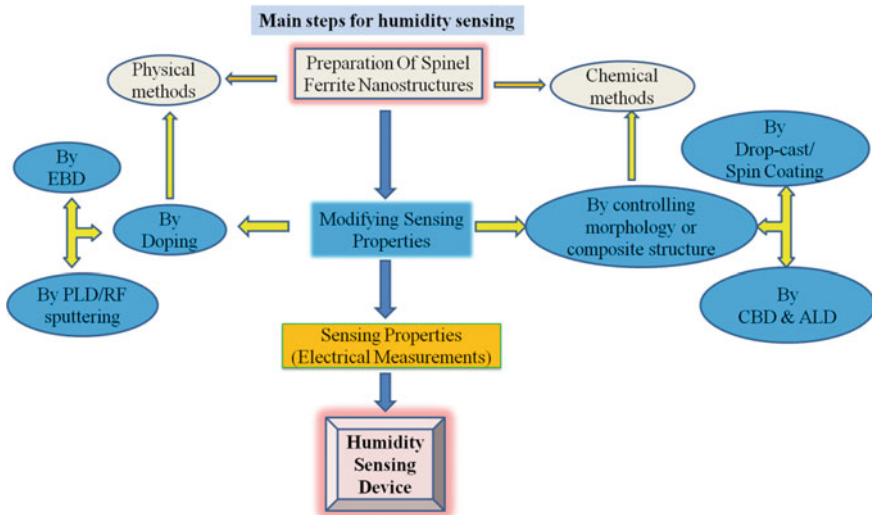 Main steps for humidity sensing
Preparation Of Spinel
Ferrite Nanostructures
Physical
methods
Chemical
methods
By
EBD
By
Doping
By PLD/RF
sputtering
Modifying Sensing
Properties
By controlling
morphology or
composite structure
By
Drop-cast/
Spin Coating
By
CBD & ALD
Sensing Properties
(Electrical Measurements)
Humidity
Sensing
Device